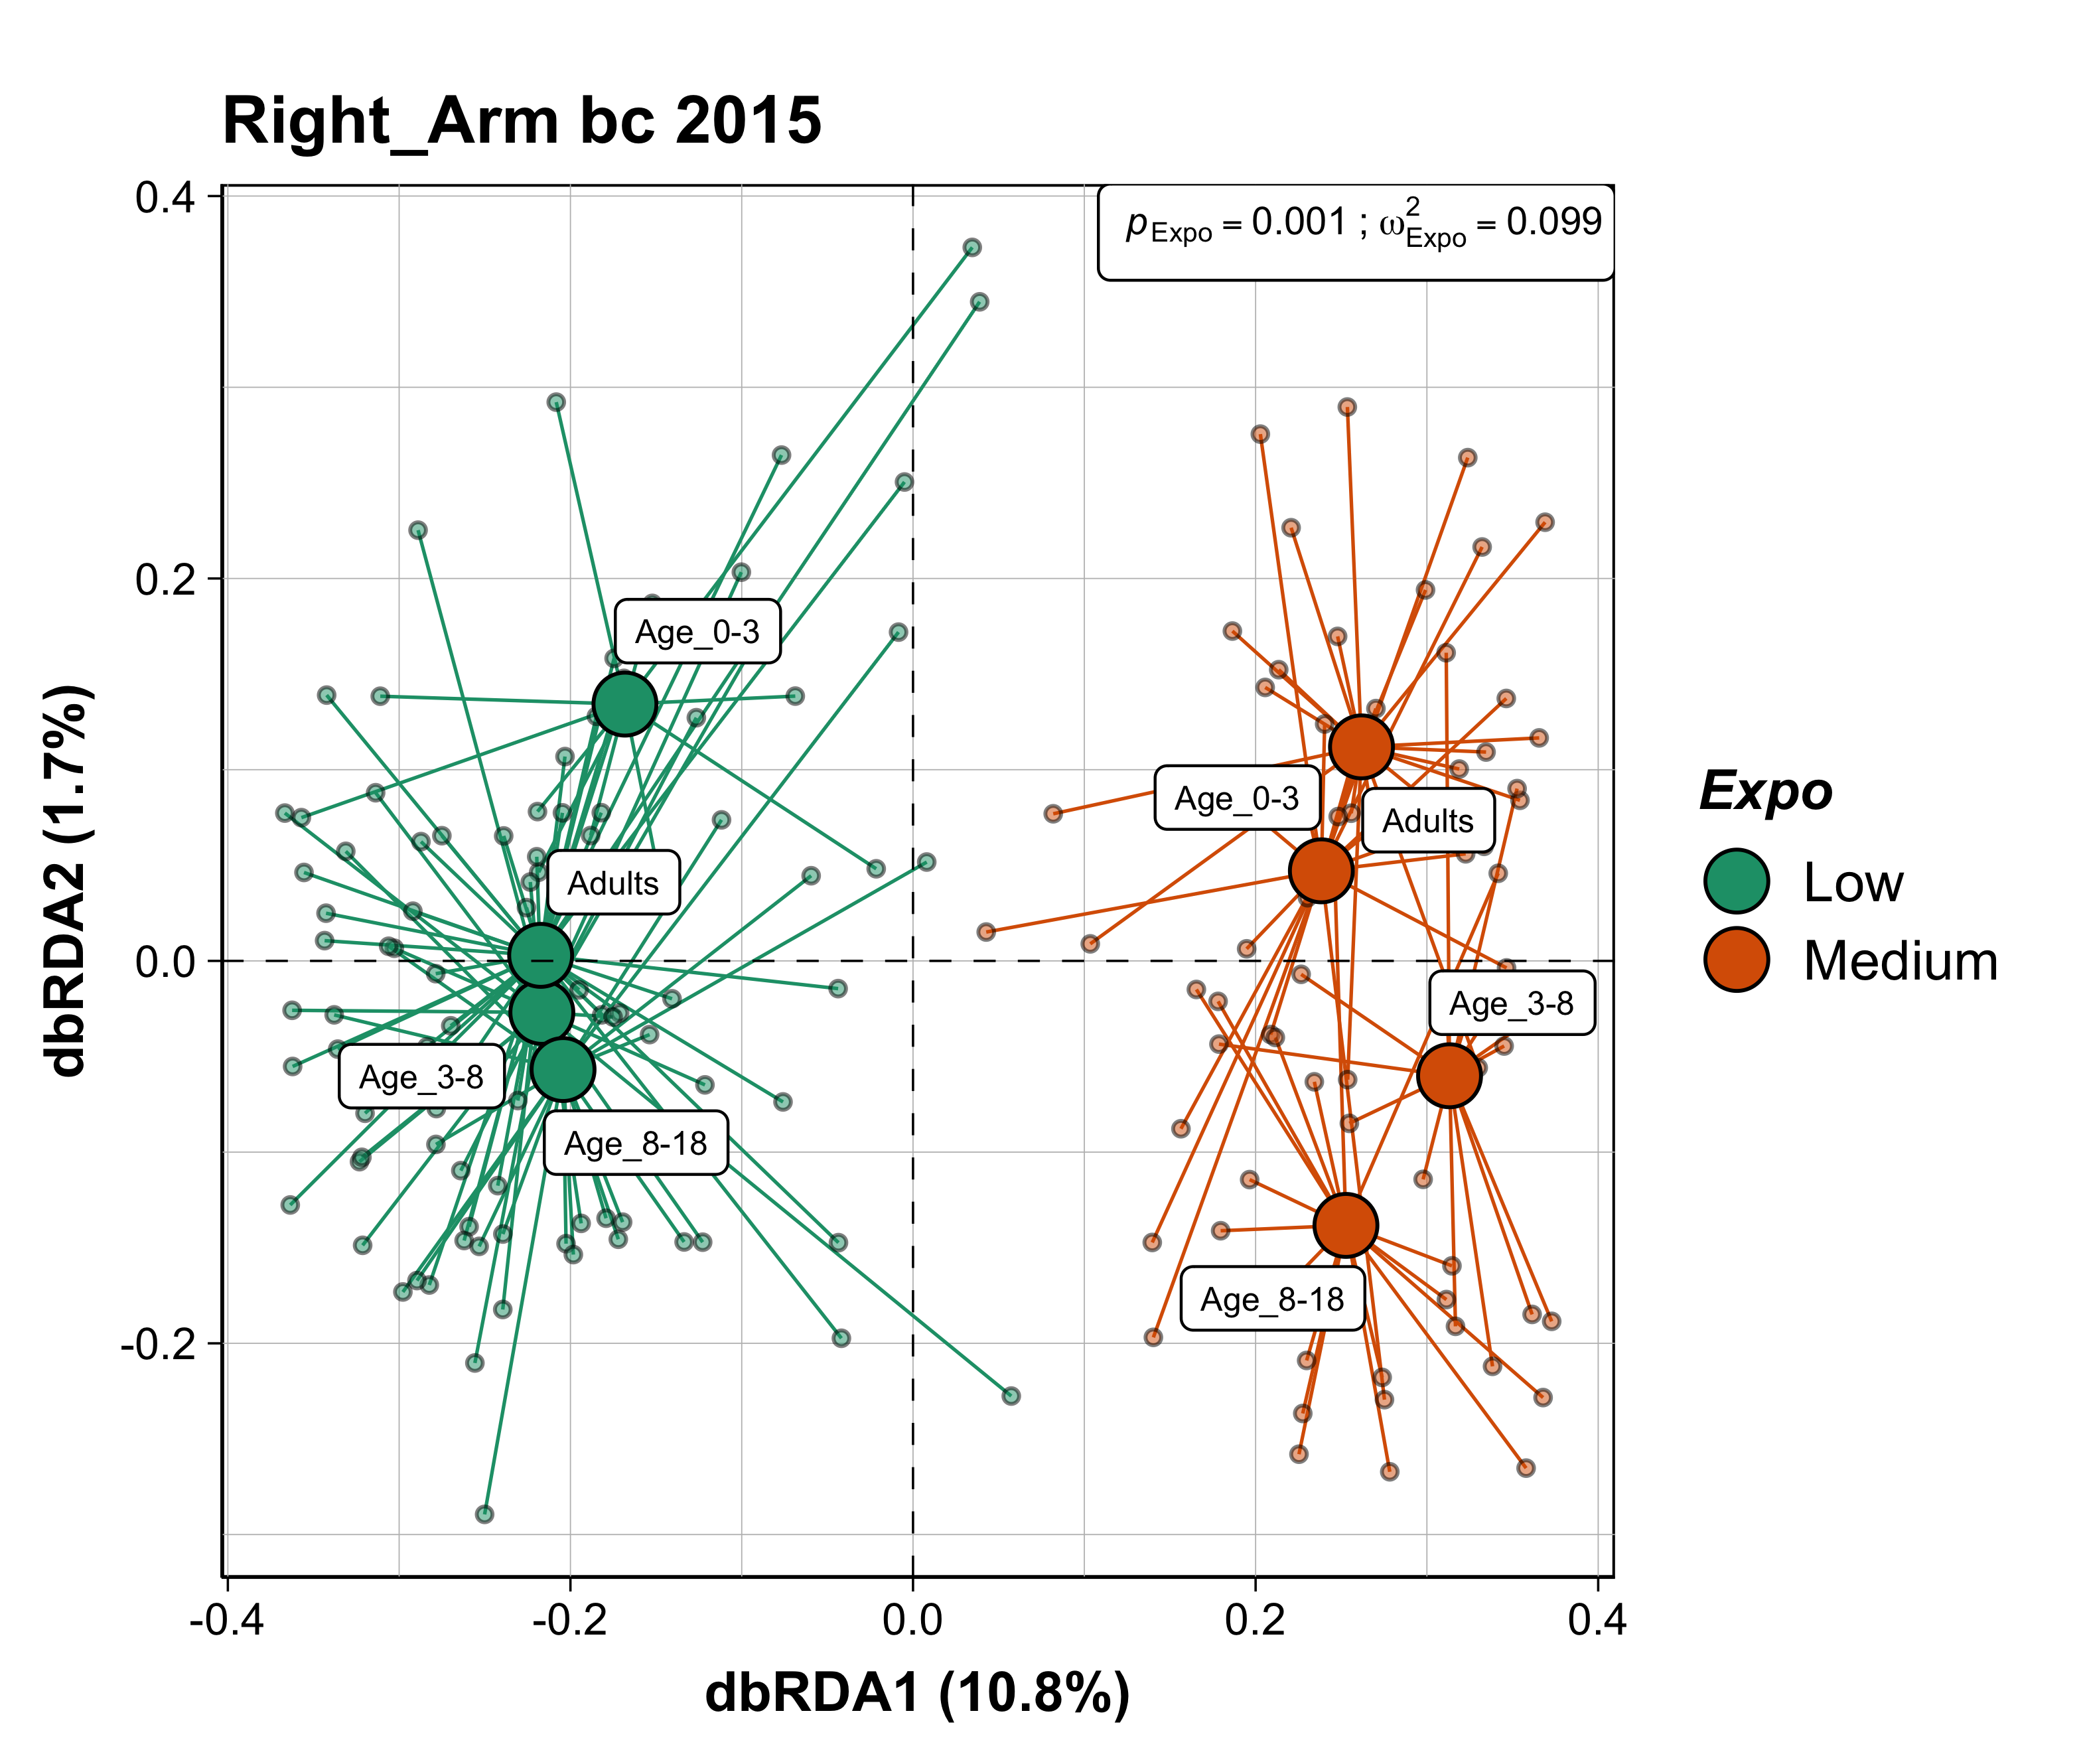 Right_Arm bc 2015
p Expo = 0.001 ; ω²Expo = 0.099
0.4
0.2
0.0
-0.2
dbRDA2 (1.7%)
Age_0-3
Adults
Age_3-8
Age_8-18
Age_0-3
Adults
Age_3-8
Age_8-18
-0.4
-0.2
0.0
0.2
0.4
dbRDA1 (10.8%)
Expo
Low
Medium